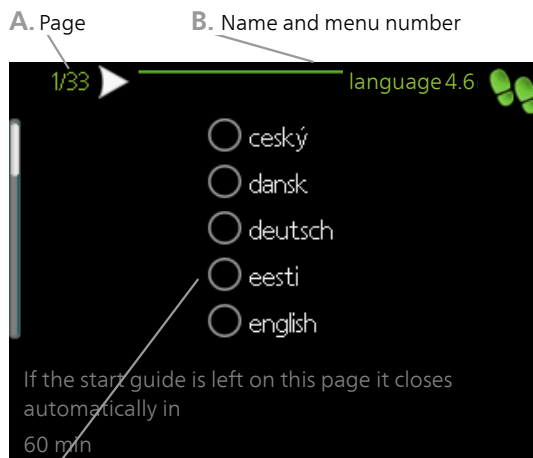 A. Page
B. Name and menu number
1/33
language 4.6
ceský
dansk
deutsch
eesti
english
If the start guide is left on this page it closes
automatically in
60 min